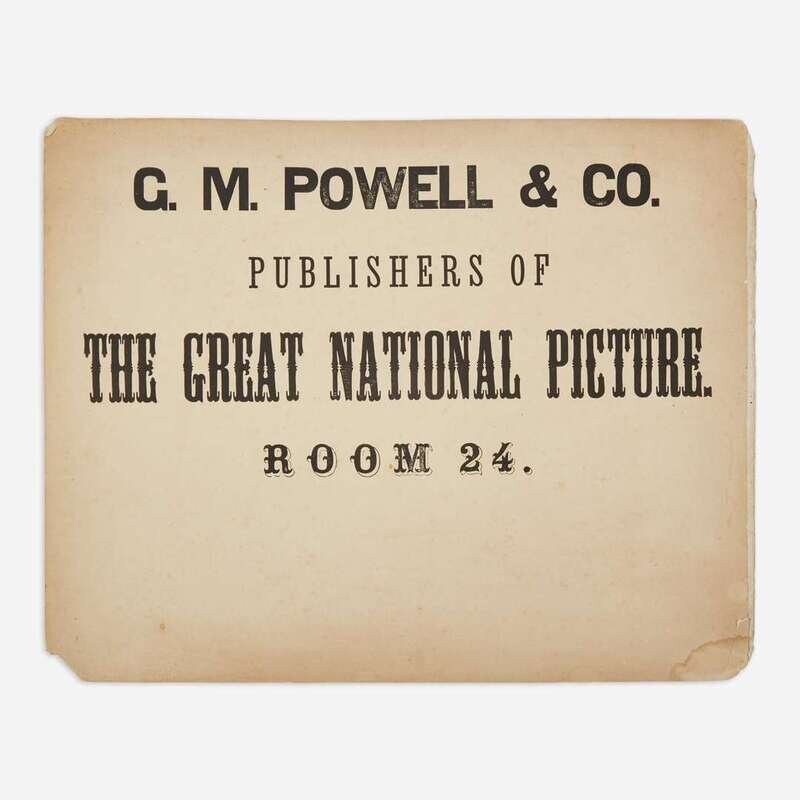 G. M. POWELL & CO.
PUBLISHERS OF
THE GREAT NATIONAL PICTURE.
ROOM 24.